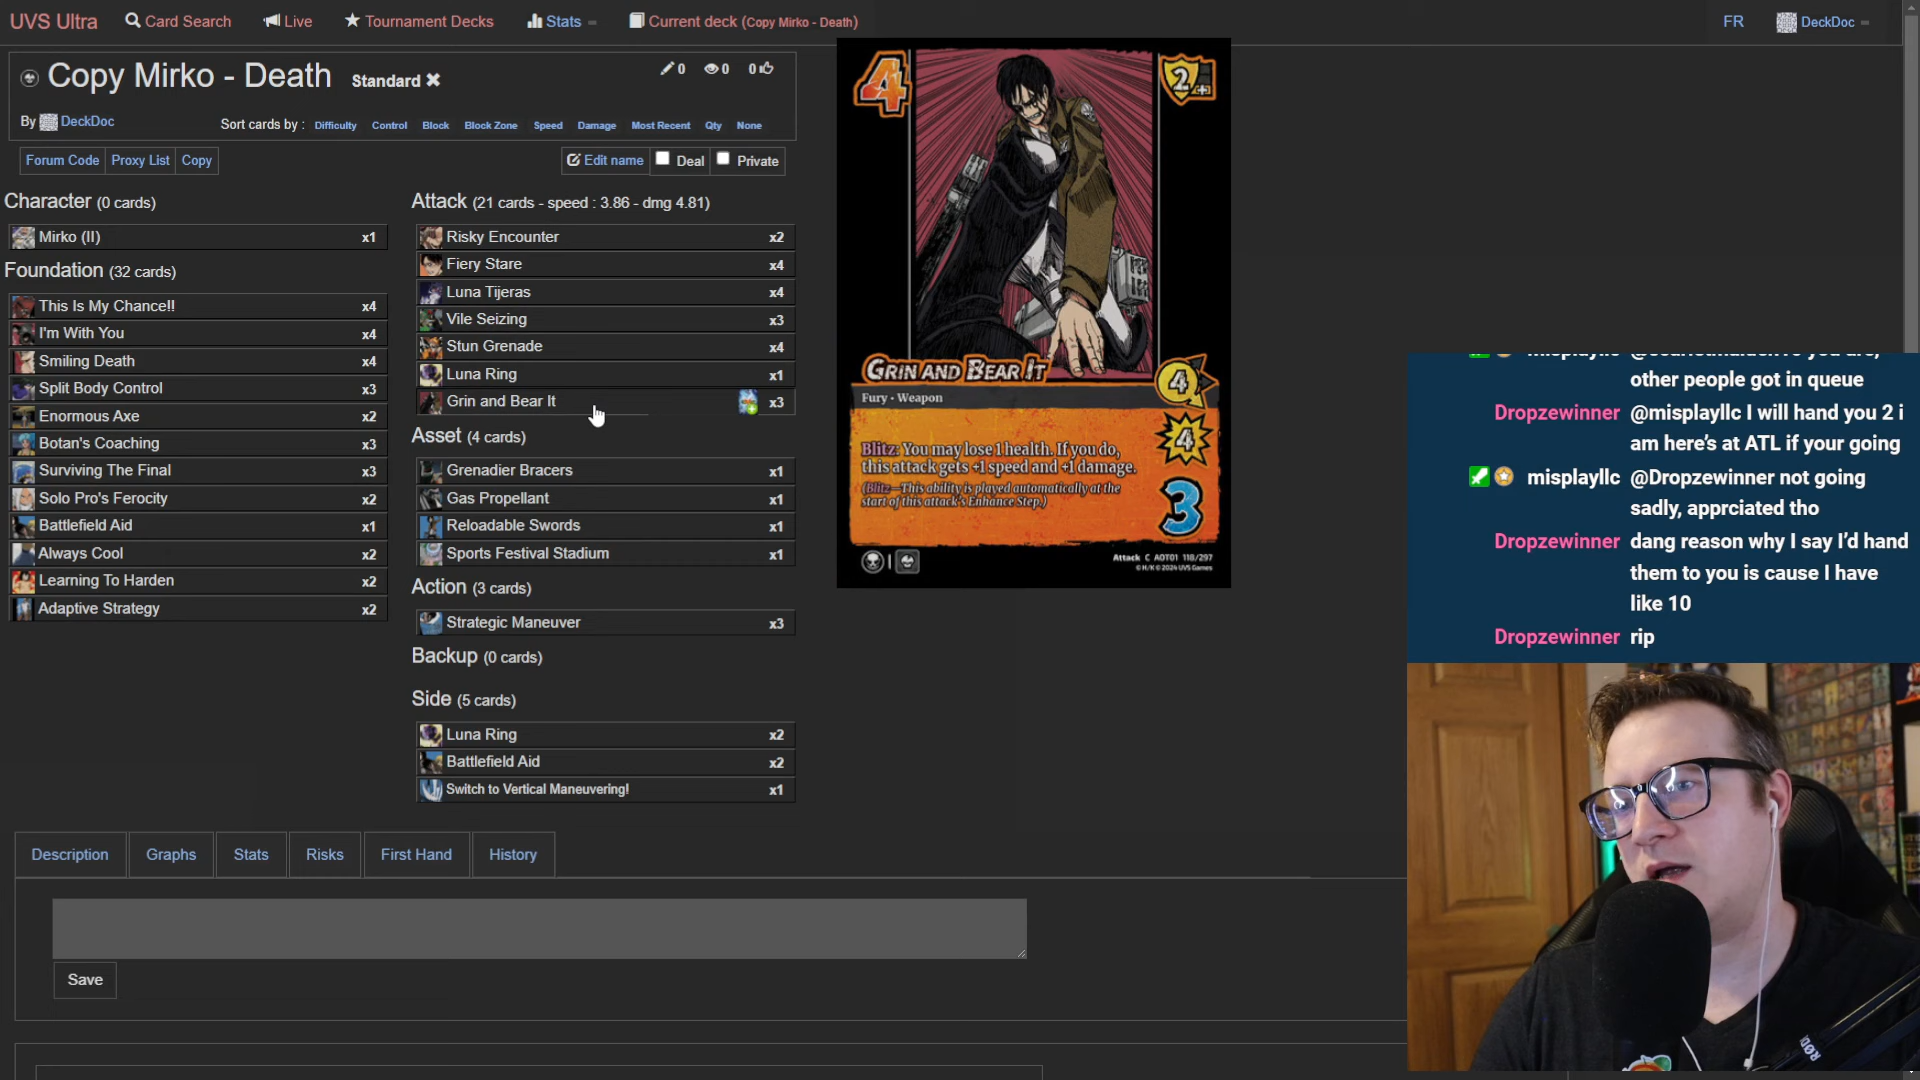 UVS Ultra
Card Search
Live
Tournament Decks
Stats
Current deck (Copy Mirko - Death)
FR
DeckDoc
Copy Mirko - Death
Standard
0
0
0
By DeckDoc
Sort cards by : Difficulty Control Block Block Zone Speed Damage Most Recent Qty None
Forum Code
Proxy List
Copy
Edit name
Deal
Private
Character (0 cards)
Mirko (II) x1
Foundation (32 cards)
This Is My Chance!! x4
I'm With You x4
Smiling Death x4
Split Body Control x3
Enormous Axe x2
Botan's Coaching x3
Surviving The Final x3
Solo Pro's Ferocity x2
Battlefield Aid x1
Always Cool x2
Learning To Harden x2
Adaptive Strategy x2
Attack (21 cards - speed : 3.86 - dmg 4.81)
Risky Encounter x2
Fiery Stare x4
Luna Tijeras x4
Vile Seizing x3
Stun Grenade x4
Luna Ring x1
Grin and Bear It x3
Asset (4 cards)
Grenadier Bracers x1
Gas Propellant x1
Reloadable Swords x1
Sports Festival Stadium x1
Action (3 cards)
Strategic Maneuver x3
Backup (0 cards)
Side (5 cards)
Luna Ring x2
Battlefield Aid x2
Switch to Vertical Maneuvering! x1
Description
Graphs
Stats
Risks
First Hand
History
Save
4
2
+
Grin and Bear It
4
Fury • Weapon
4
Blitz: You may lose 1 health. If you do,
this attack gets +1 speed and +1 damage.
(Blitz—This ability is played automatically at the
start of this attack's Enhance Step.)
3
Attack C AOT01 118/297
© H/K © 2024 UVS Games
other people got in queue
Dropzewinner @misplayllc I will hand you 2 i
am here's at ATL if your going
misplayllc @Dropzewinner not going
sadly, apprciated tho
Dropzewinner dang reason why I say I'd hand
them to you is cause I have
like 10
Dropzewinner rip